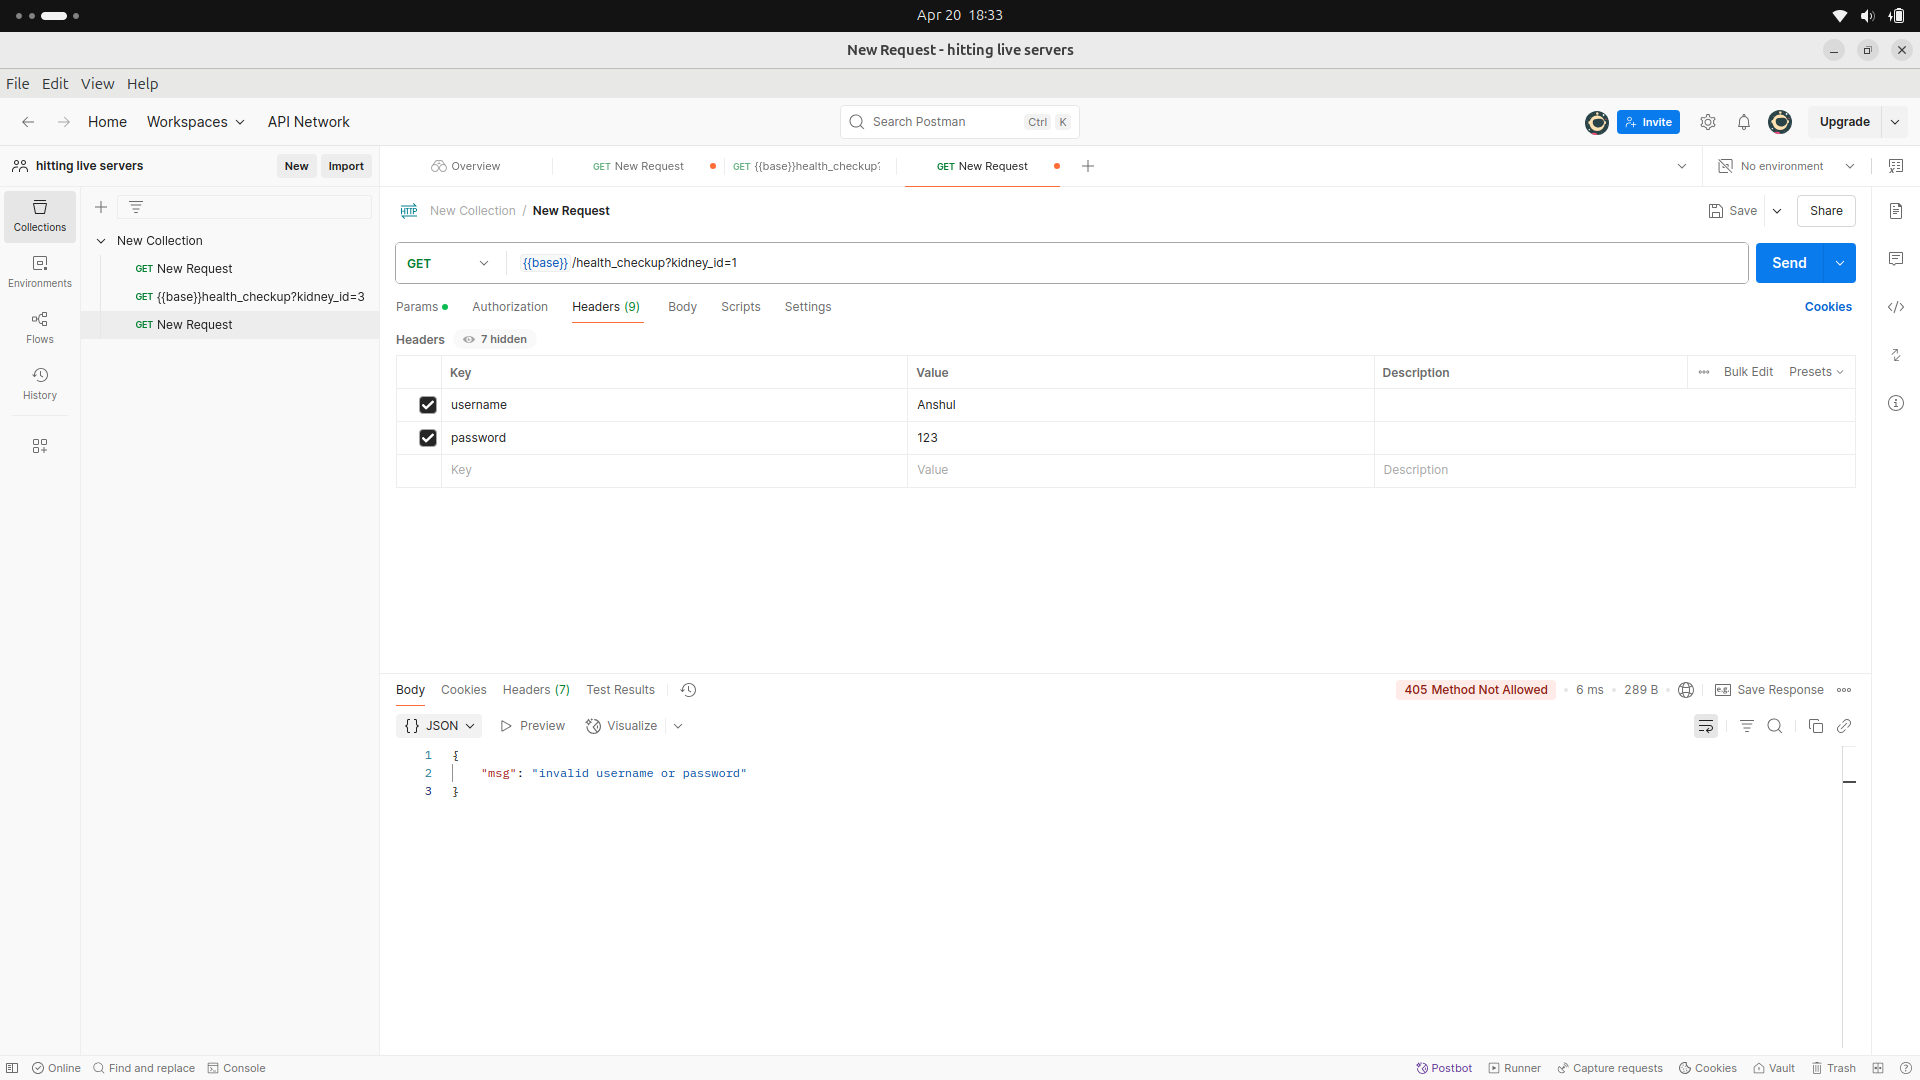 Apr 20 18:33
New Request - hitting live servers
File Edit View Help
Home Workspaces API Network
Search Postman Ctrl K
Invite Upgrade
hitting live servers New Import
Overview GET New Request GET {{base}}health_checkup? GET New Request No environment
Collections
Environments
Flows
History
New Collection
GET New Request
GET {{base}}health_checkup?kidney_id=3
GET New Request
HTTP New Collection / New Request Save Share
GET {{base}} /health_checkup?kidney_id=1 Send
Params Authorization Headers (9) Body Scripts Settings Cookies
Headers 7 hidden
Key Value Description Bulk Edit Presets
username Anshul
password 123
Key Value Description
Body Cookies Headers (7) Test Results 405 Method Not Allowed 6 ms 289 B e.g. Save Response
{} JSON Preview Visualize
1 {
2 "msg": "invalid username or password"
3 }
Online Find and replace Console Postbot Runner Capture requests Cookies Vault Trash